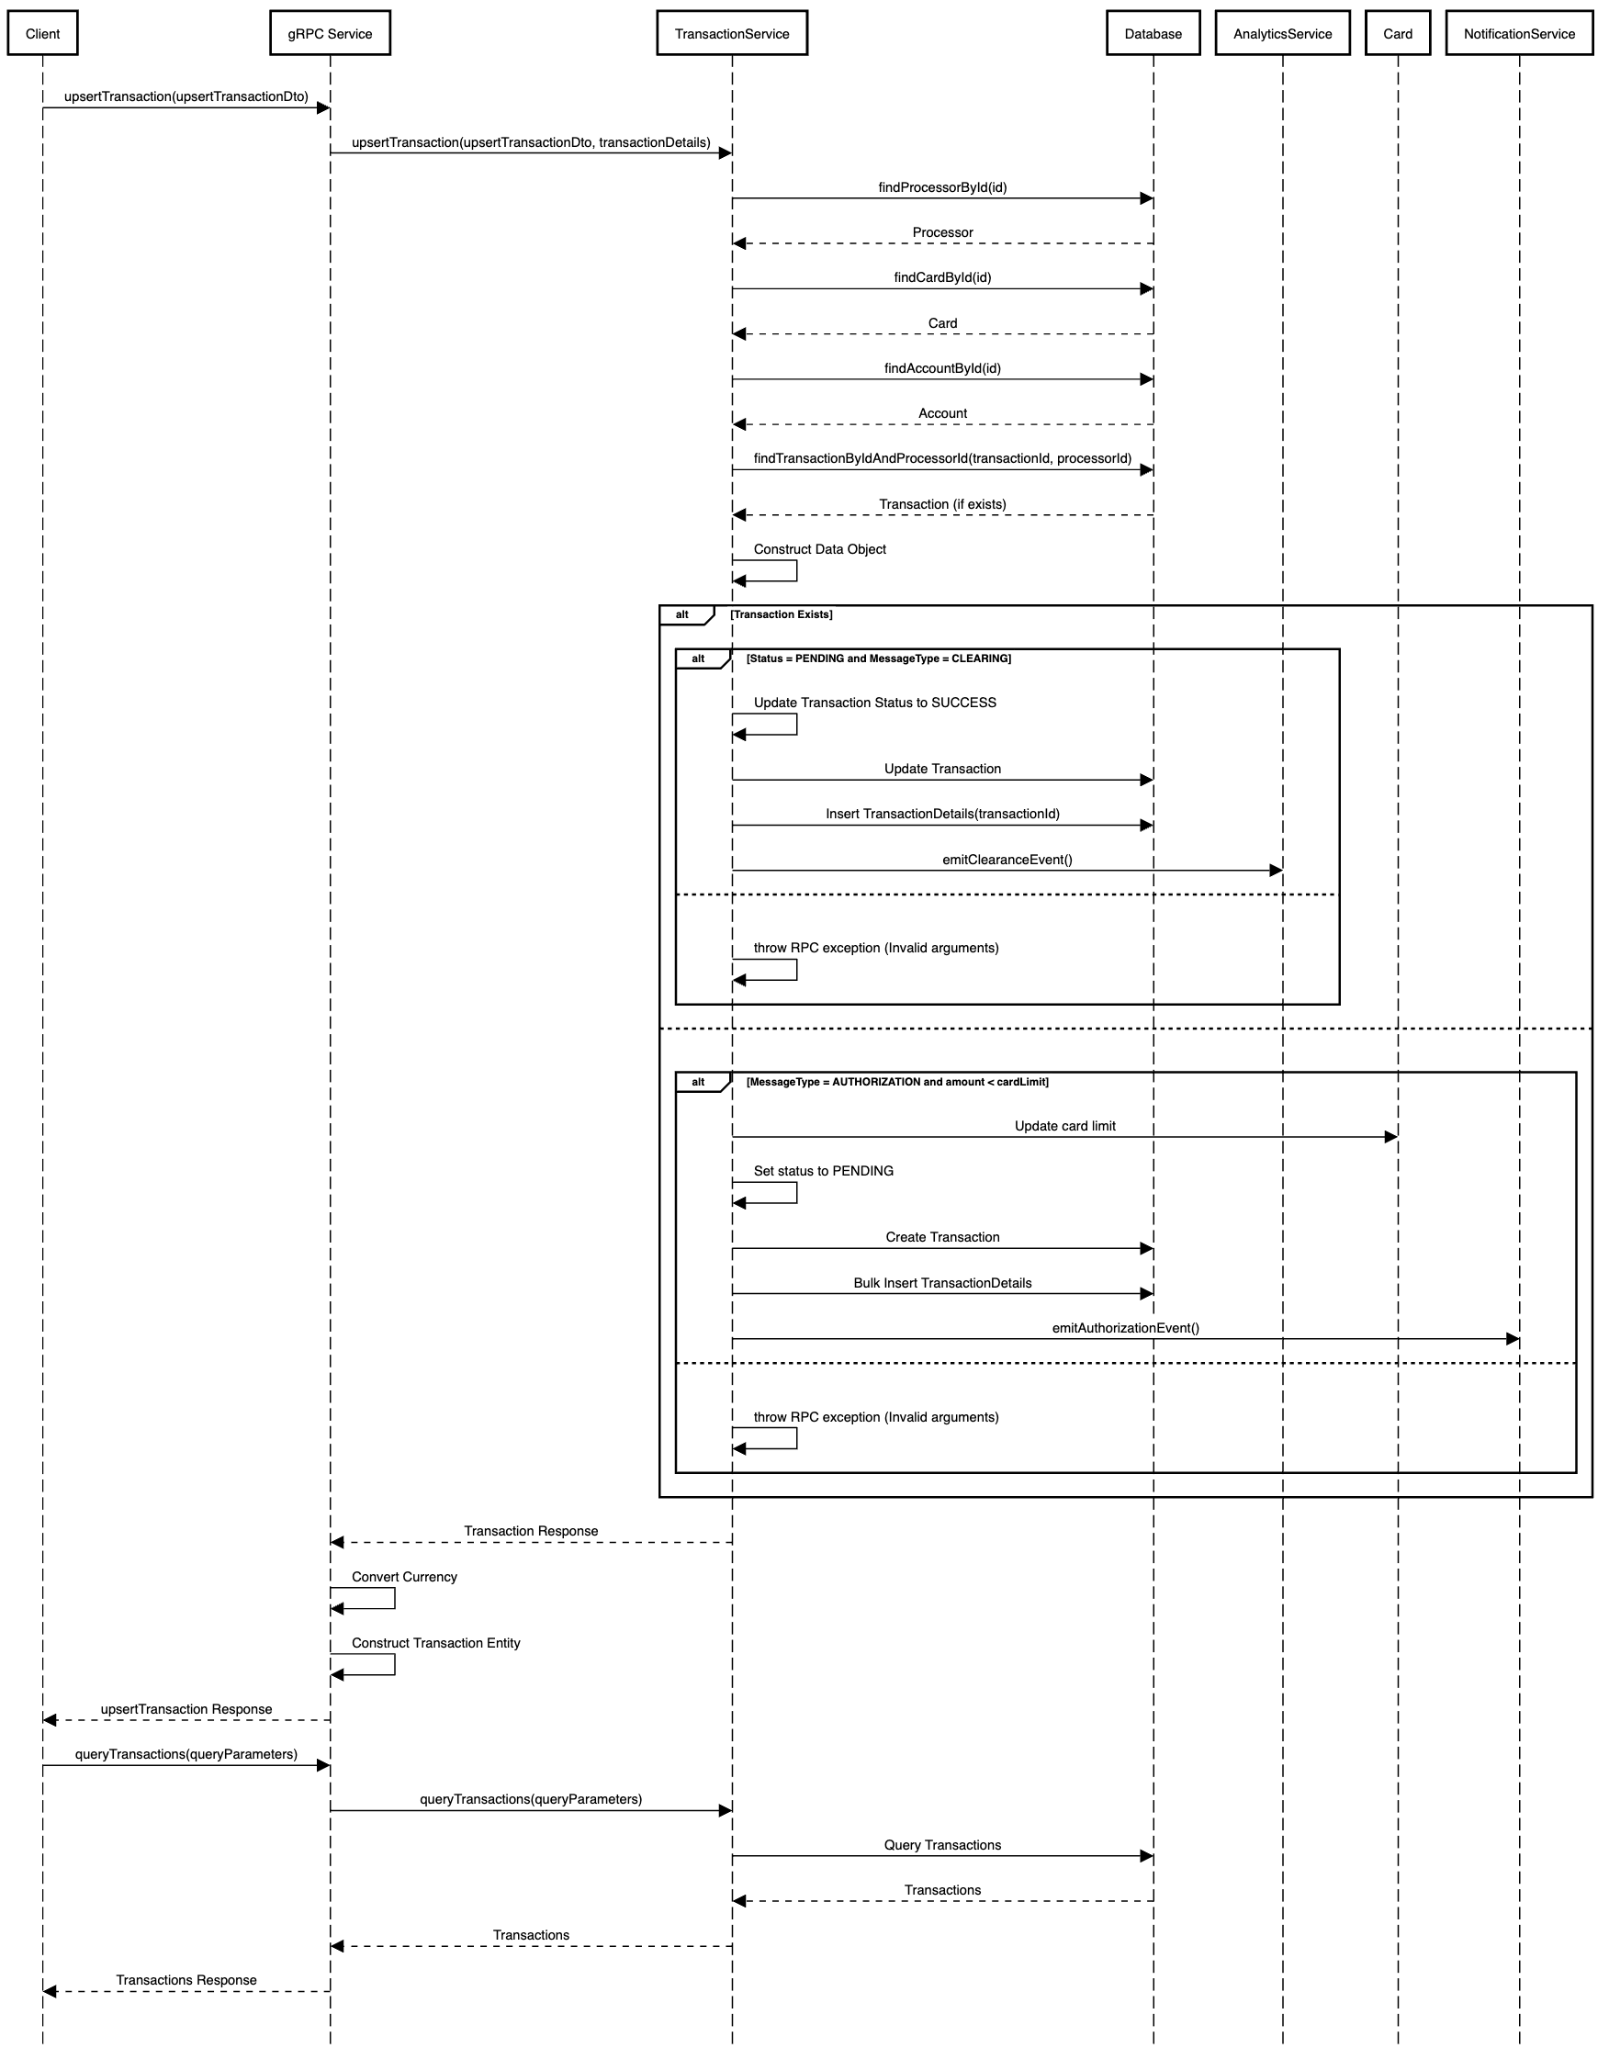 Client
gRPC Service
TransactionService
Database
AnalyticsService
Card
NotificationService
upsertTransaction(upsertTransactionDto)
upsertTransaction(upsertTransactionDto, transactionDetails)
findProcessorById(id)
Processor
findCardById(id)
Card
findAccountById(id)
Account
findTransactionByIdAndProcessorId(transactionId, processorId)
Transaction (if exists)
Construct Data Object
alt
[Transaction Exists]
alt
[Status = PENDING and MessageType = CLEARING]
Update Transaction Status to SUCCESS
Update Transaction
Insert TransactionDetails(transactionId)
emitClearanceEvent()
throw RPC exception (Invalid arguments)
alt
[MessageType = AUTHORIZATION and amount < cardLimit]
Update card limit
Set status to PENDING
Create Transaction
Bulk Insert TransactionDetails
emitAuthorizationEvent()
throw RPC exception (Invalid arguments)
Transaction Response
Convert Currency
Construct Transaction Entity
upsertTransaction Response
queryTransactions(queryParameters)
queryTransactions(queryParameters)
Query Transactions
Transactions
Transactions
Transactions Response